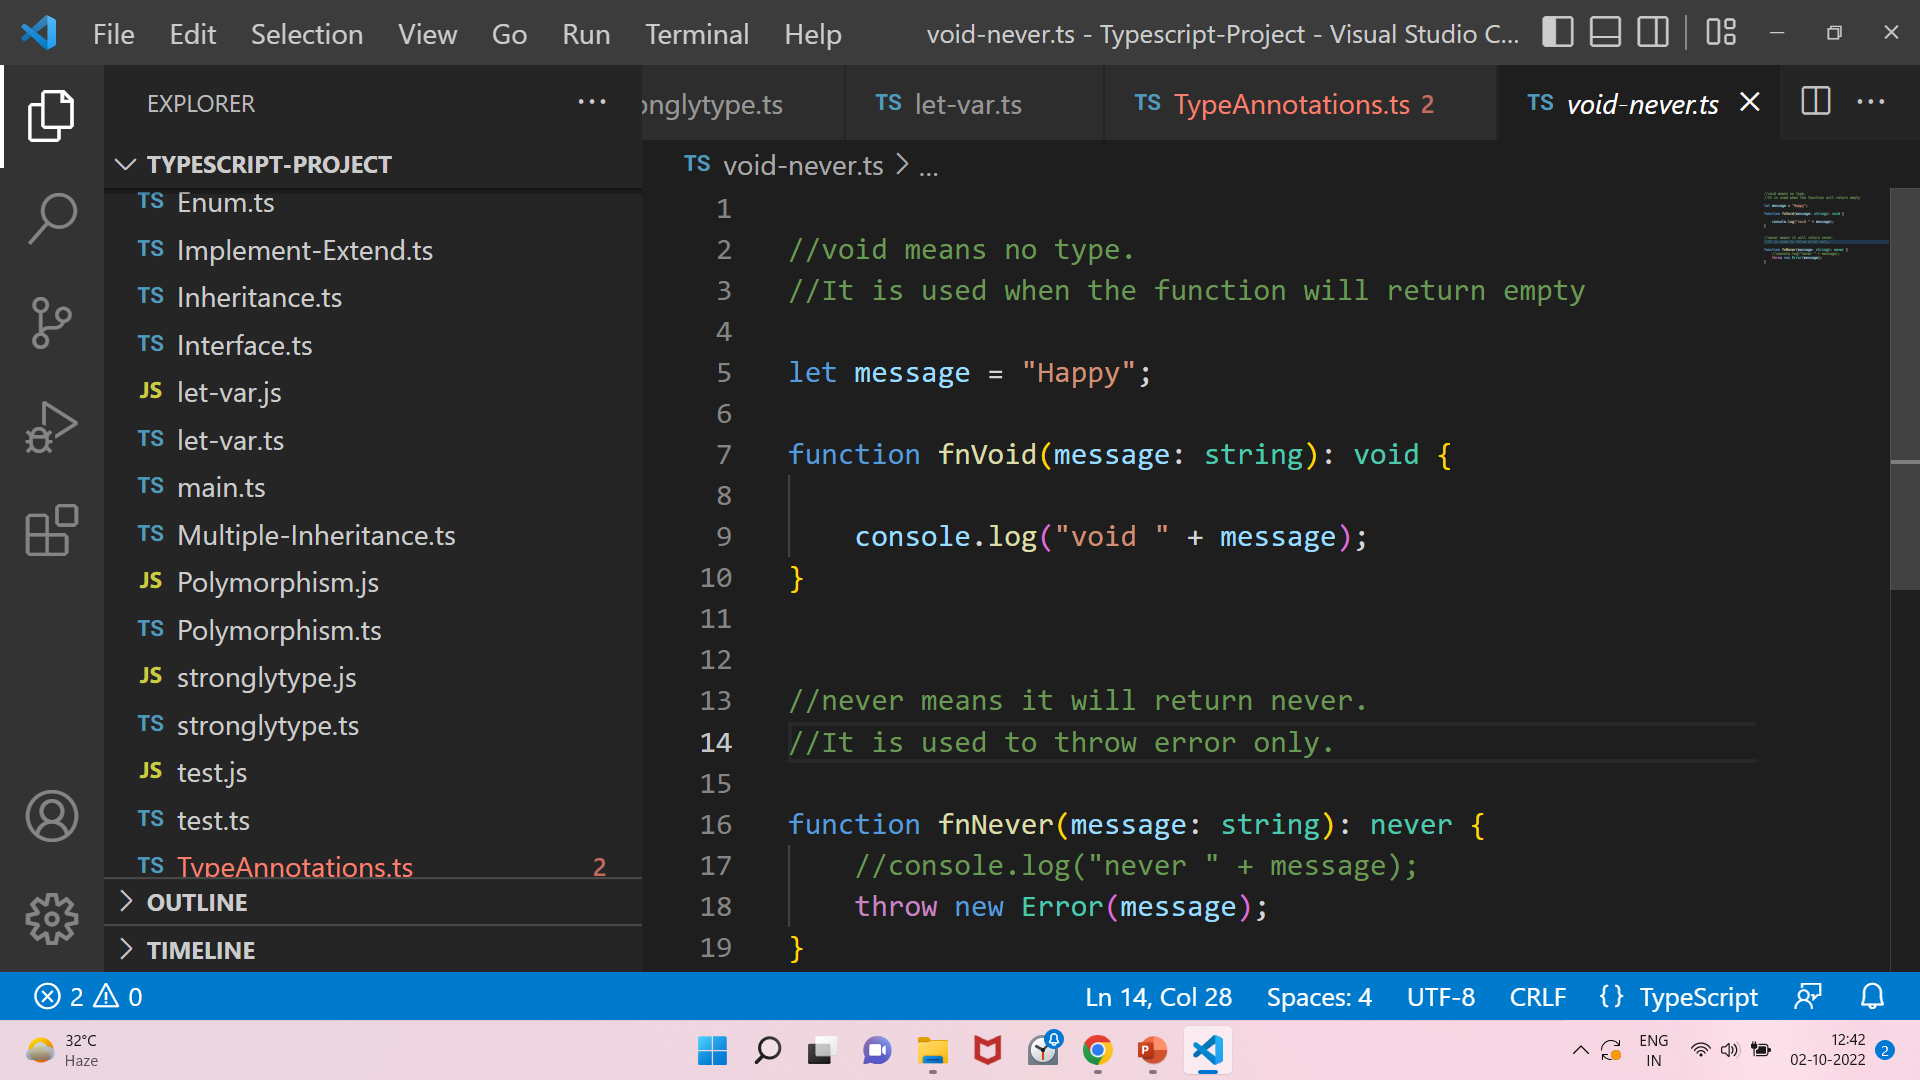 File Edit Selection View Go Run Terminal Help void-never.ts - Typescript-Project - Visual Studio C...
EXPLORER
onglytype.ts
TS let-var.ts
TS TypeAnnotations.ts 2
TS void-never.ts
TYPESCRIPT-PROJECT
TS Enum.ts
TS Implement-Extend.ts
TS Inheritance.ts
TS Interface.ts
JS let-var.js
TS let-var.ts
TS main.ts
TS Multiple-Inheritance.ts
JS Polymorphism.js
TS Polymorphism.ts
JS stronglytype.js
TS stronglytype.ts
JS test.js
TS test.ts
TS TypeAnnotations.ts 2
OUTLINE
TIMELINE
TS void-never.ts > ...
1
2 //void means no type.
3 //It is used when the function will return empty
4
5 let message = "Happy";
6
7 function fnVoid(message: string): void {
8
9 console.log("void " + message);
10 }
11
12
13 //never means it will return never.
14 //It is used to throw error only.
15
16 function fnNever(message: string): never {
17 //console.log("never " + message);
18 throw new Error(message);
19 }
2 0
Ln 14, Col 28 Spaces: 4 UTF-8 CRLF {} TypeScript
32°C
Haze
ENG
IN
12:42
02-10-2022
2